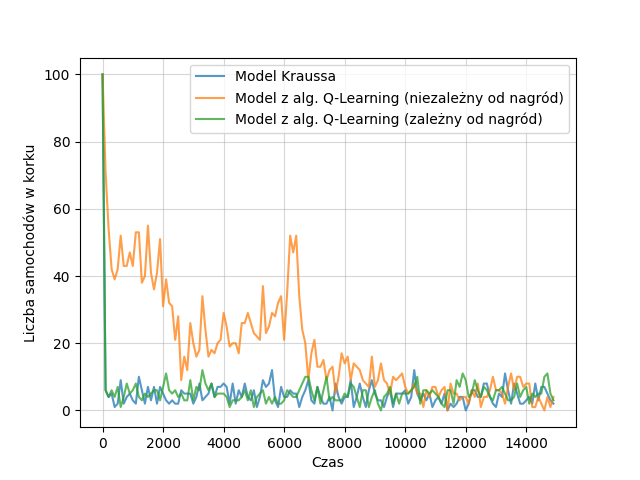 Model Kraussa
Model z alg. Q-Learning (niezależny od nagród)
Model z alg. Q-Learning (zależny od nagród)
100
80
60
40
20
0
Liczba samochodów w korku
0 2000 4000 6000 8000 10000 12000 14000
Czas